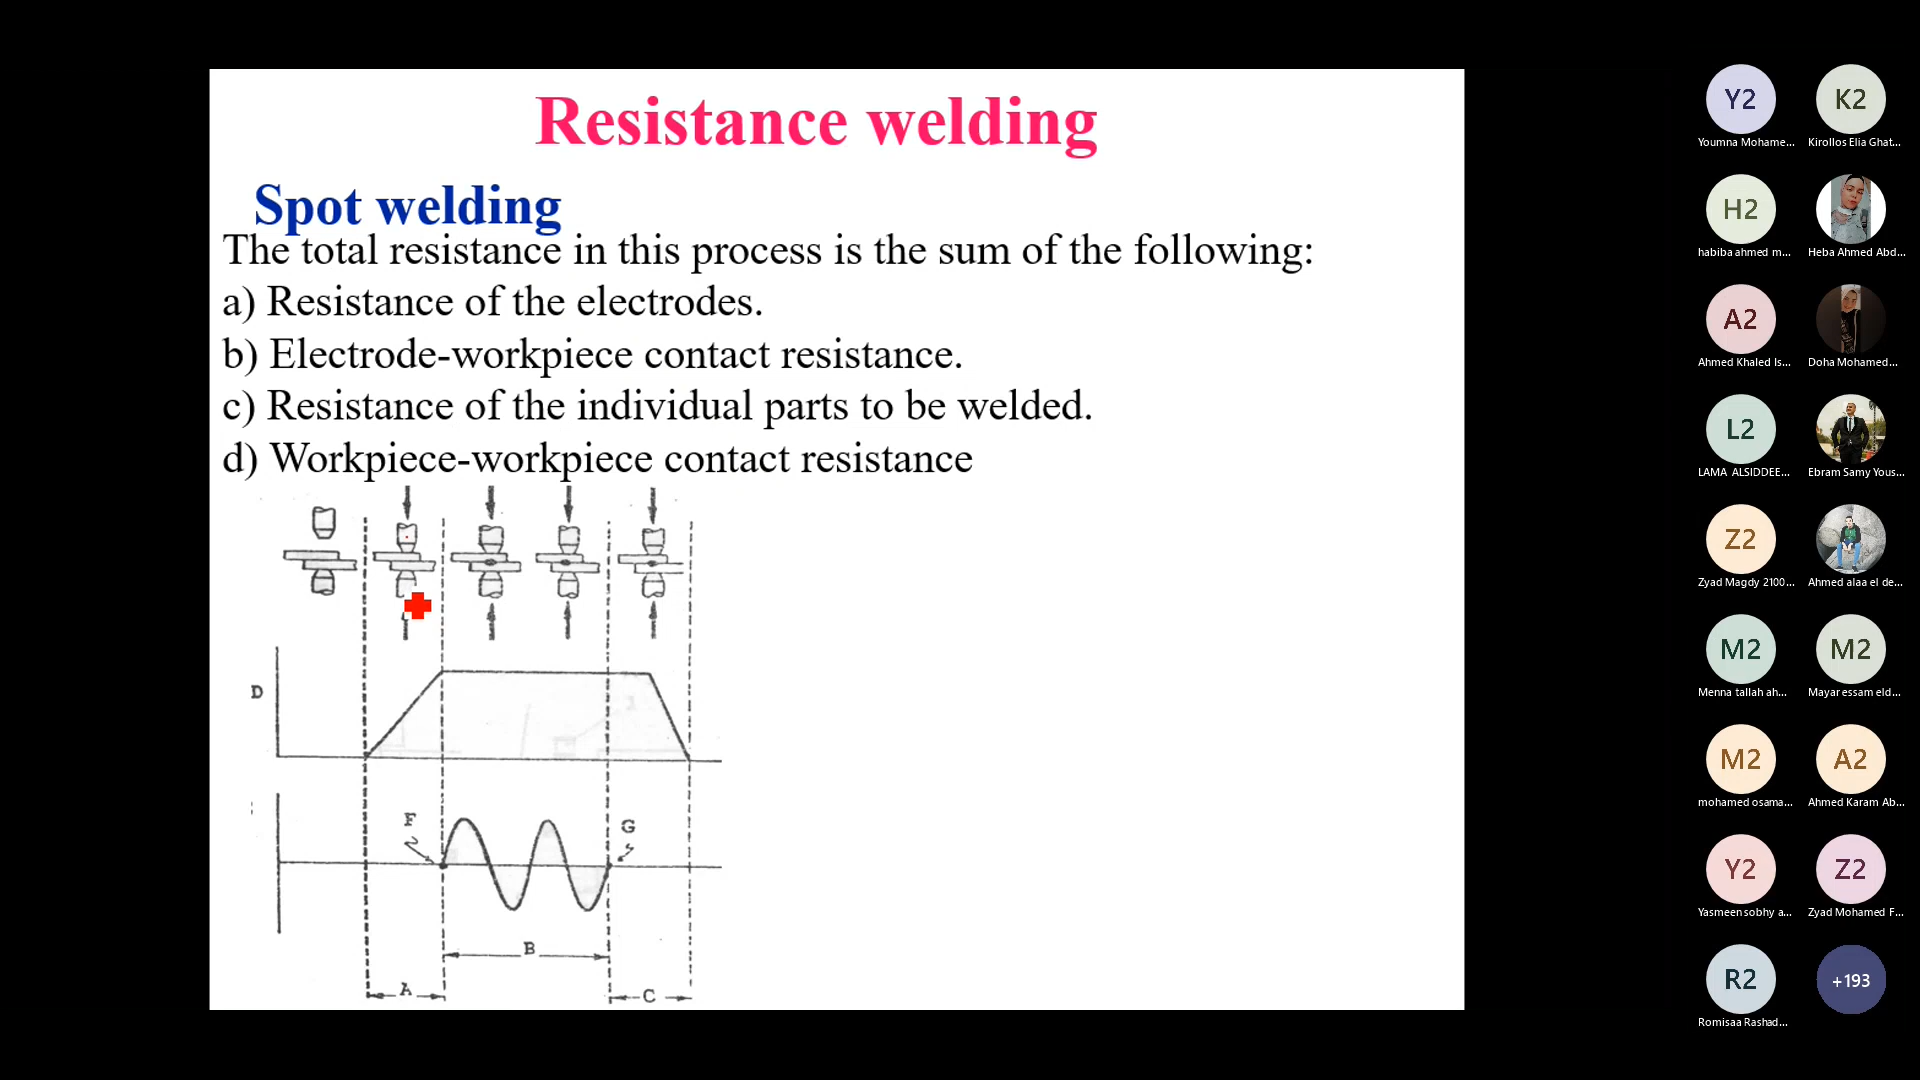 Resistance welding
Spot welding
The total resistance in this process is the sum of the following:
a) Resistance of the electrodes.
b) Electrode-workpiece contact resistance.
c) Resistance of the individual parts to be welded.
d) Workpiece-workpiece contact resistance
D
F
G
B
A
C
Y2
K2
Youmna Mohame...
Kirollos Elia Ghat...
H2
habiba ahmed m...
Heba Ahmed Abd...
A2
Ahmed Khaled Is...
Doha Mohamed...
L2
LAMA ALSIDDEE...
Ebram Samy Yous...
Z2
Zyad Magdy 2100...
Ahmed alaa el de...
M2
M2
Menna tallah ah...
Mayar essam eld...
M2
A2
mohamed osama...
Ahmed Karam Ab...
Y2
Z2
Yasmeen sobhy a...
Zyad Mohamed F...
R2
+193
Romisaa Rashad...